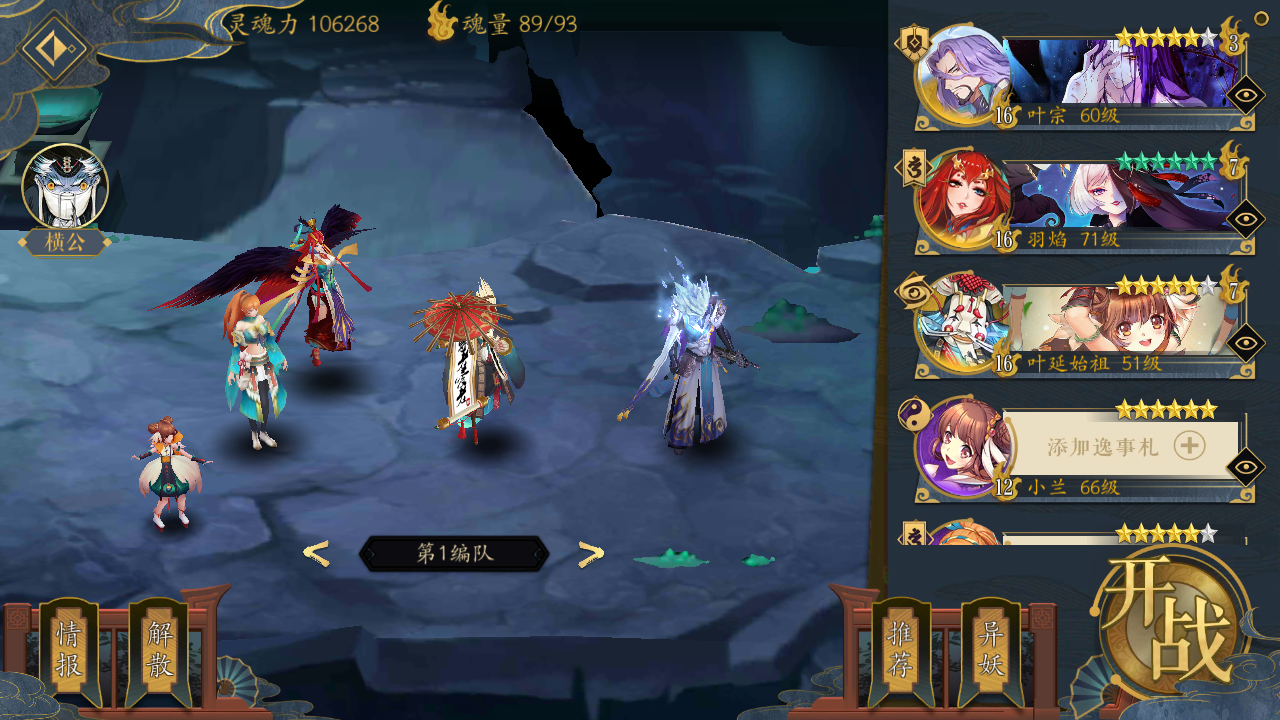 灵魂力 106268
魂量 89/93
横公
第1编队
情报
解散
推荐
异妖
开战
3
16
叶宗 60级
7
16
羽焰 71级
7
16
叶延始祖 51级
添加逸事札
12
小兰 66级